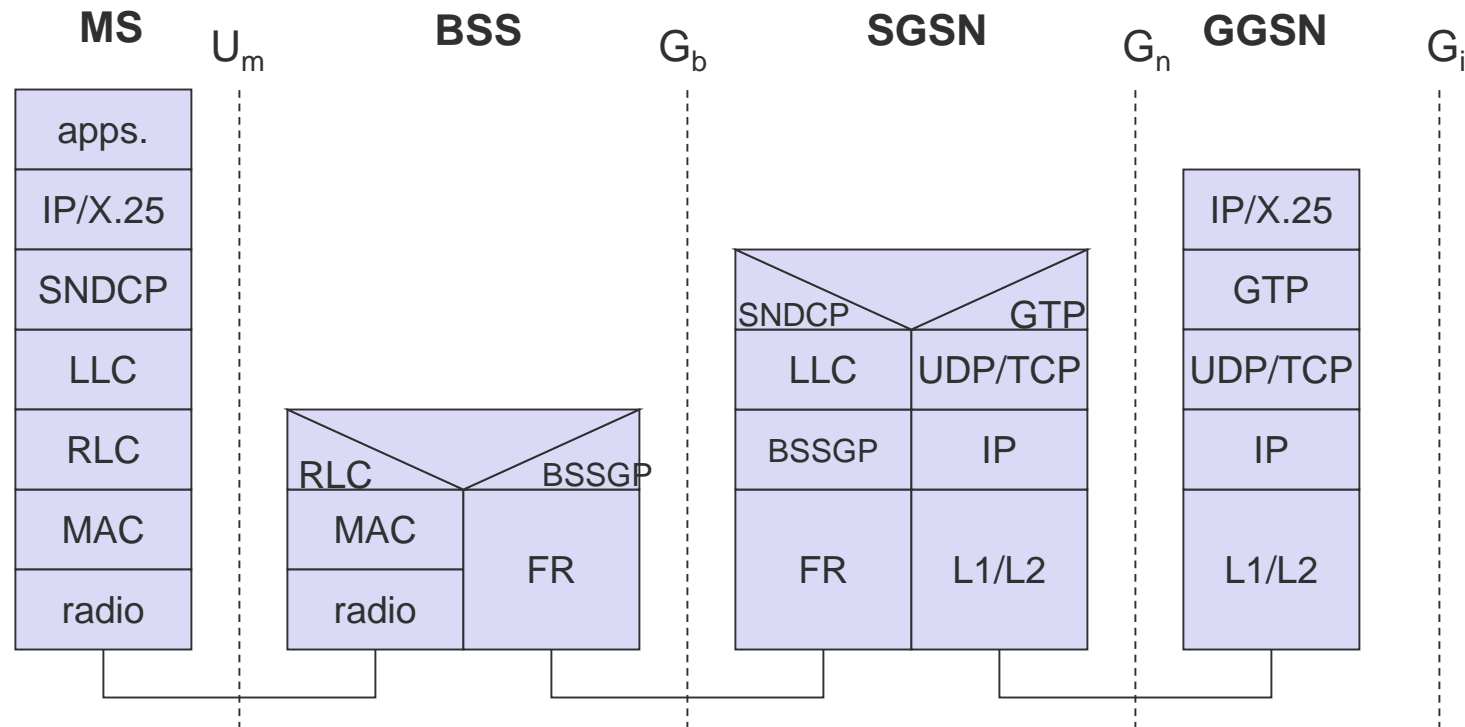 MS
BSS
SGSN
GGSN
Um
Gb
Gn
Gi
apps.
IP/X.25
IP/X.25
SNDCP
SNDCP
GTP
GTP
LLC
LLC
UDP/TCP
UDP/TCP
RLC
RLC
BSSGP
BSSGP
IP
IP
MAC
MAC
FR
FR
L1/L2
L1/L2
radio
radio